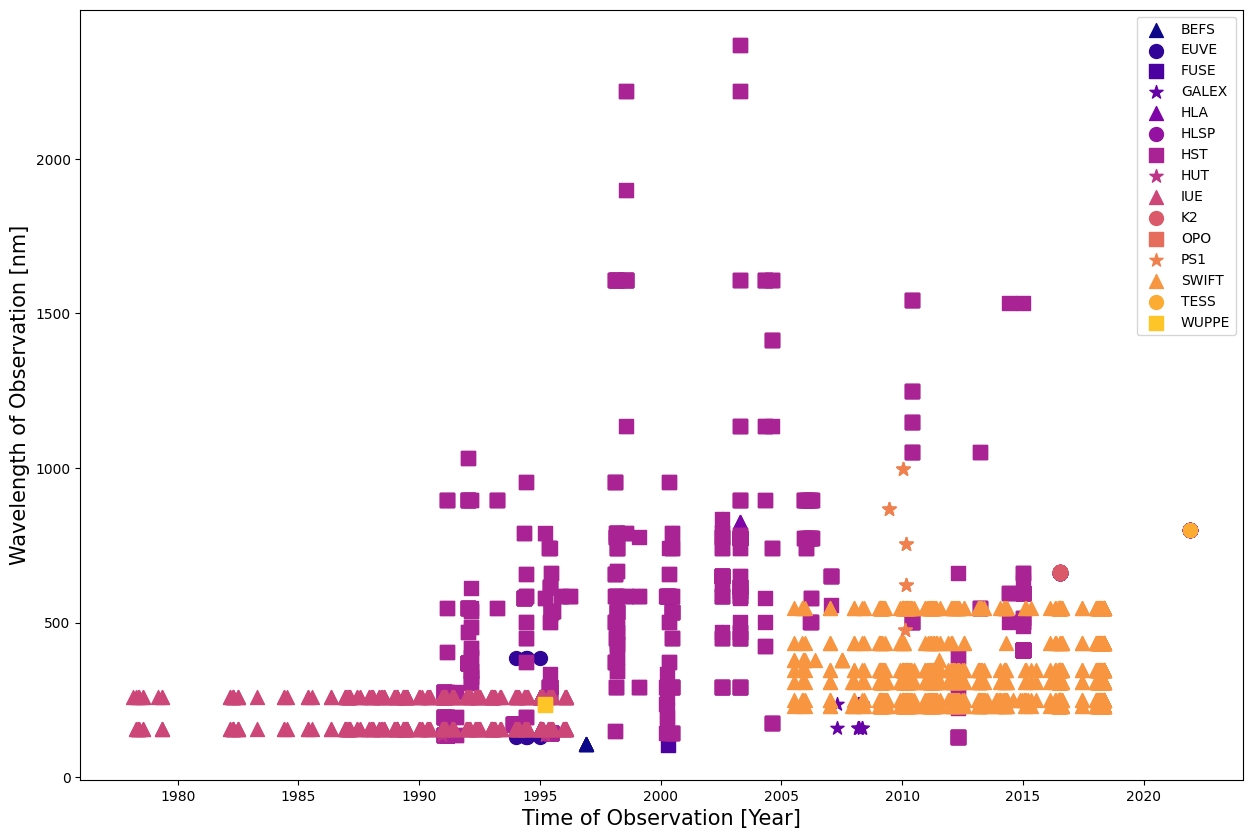 BEFS
EUVE
FUSE
GALEX
HLA
HLSP
HST
HUT
IUE
K2
OPO
PS1
SWIFT
TESS
WUPPE
Wavelength of Observation [nm]
2000
1500
1000
500
0
1980 1985 1990 1995 2000 2005 2010 2015 2020
Time of Observation [Year]